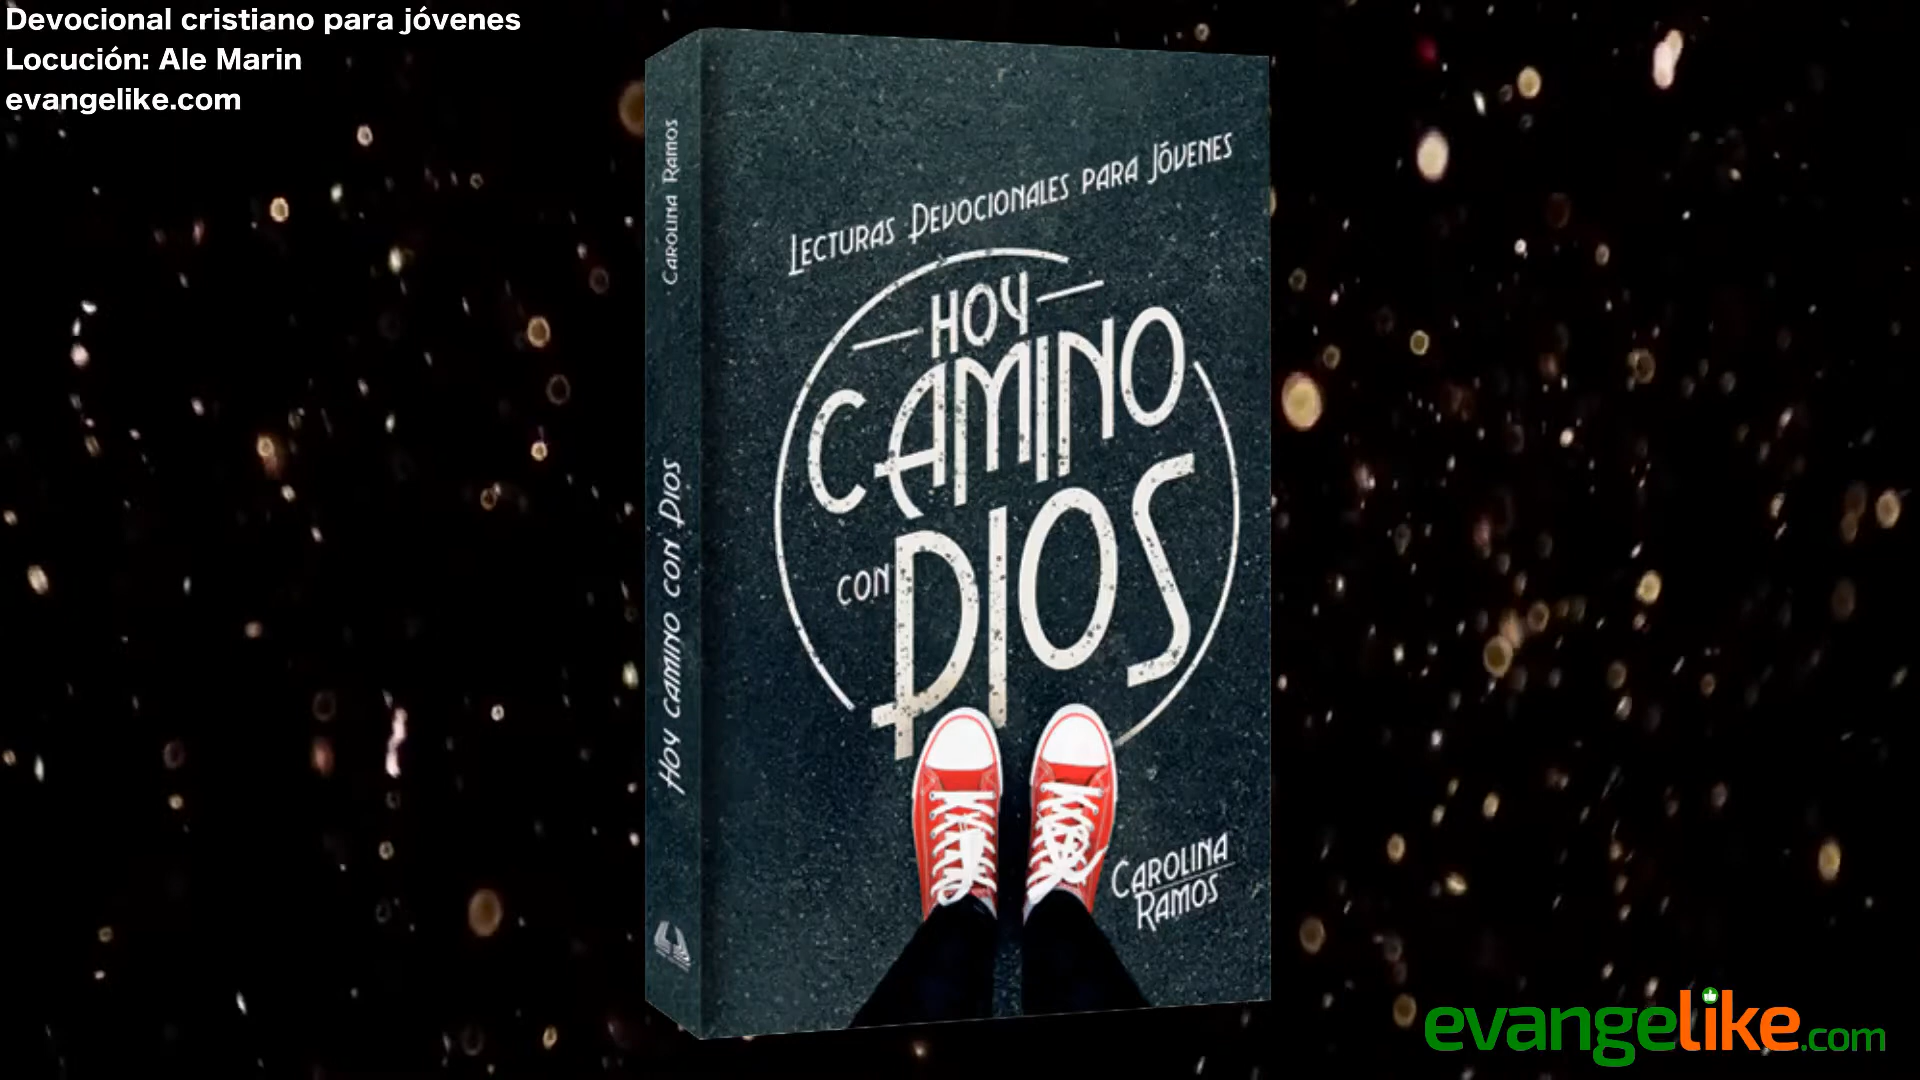 Devocional cristiano para jóvenes
Locución: Ale Marin
evangelike.com
Carolina Ramos
Hoy camino con Dios
Lecturas Devocionales para Jóvenes
Hoy
Camino
con Dios
Carolina
Ramos
evangelike.com